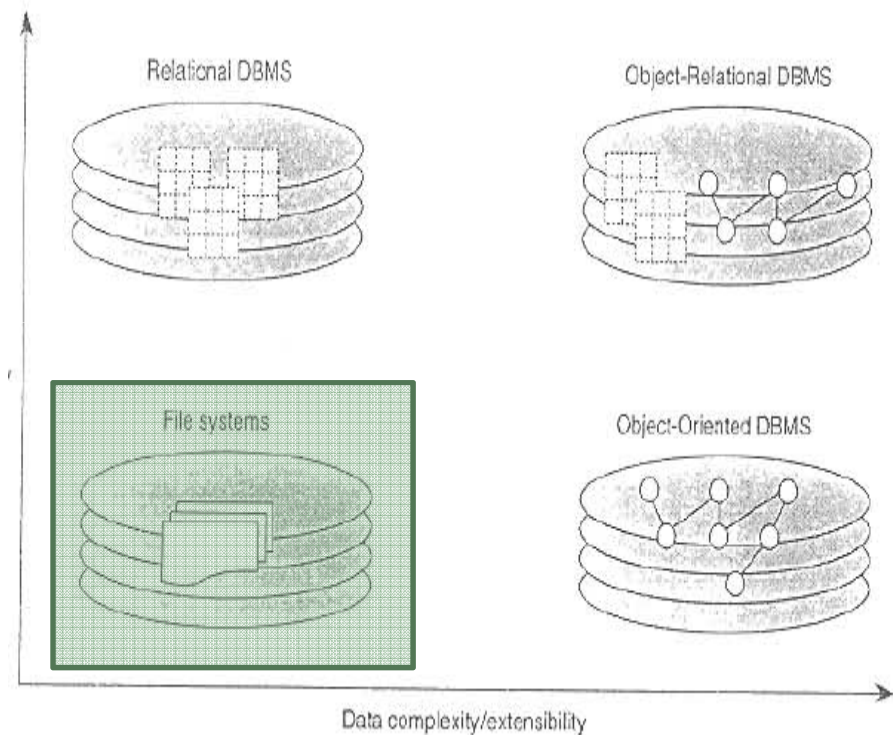 Relational DBMS
Object-Relational DBMS
File systems
Object-Oriented DBMS
Data complexity/extensibility